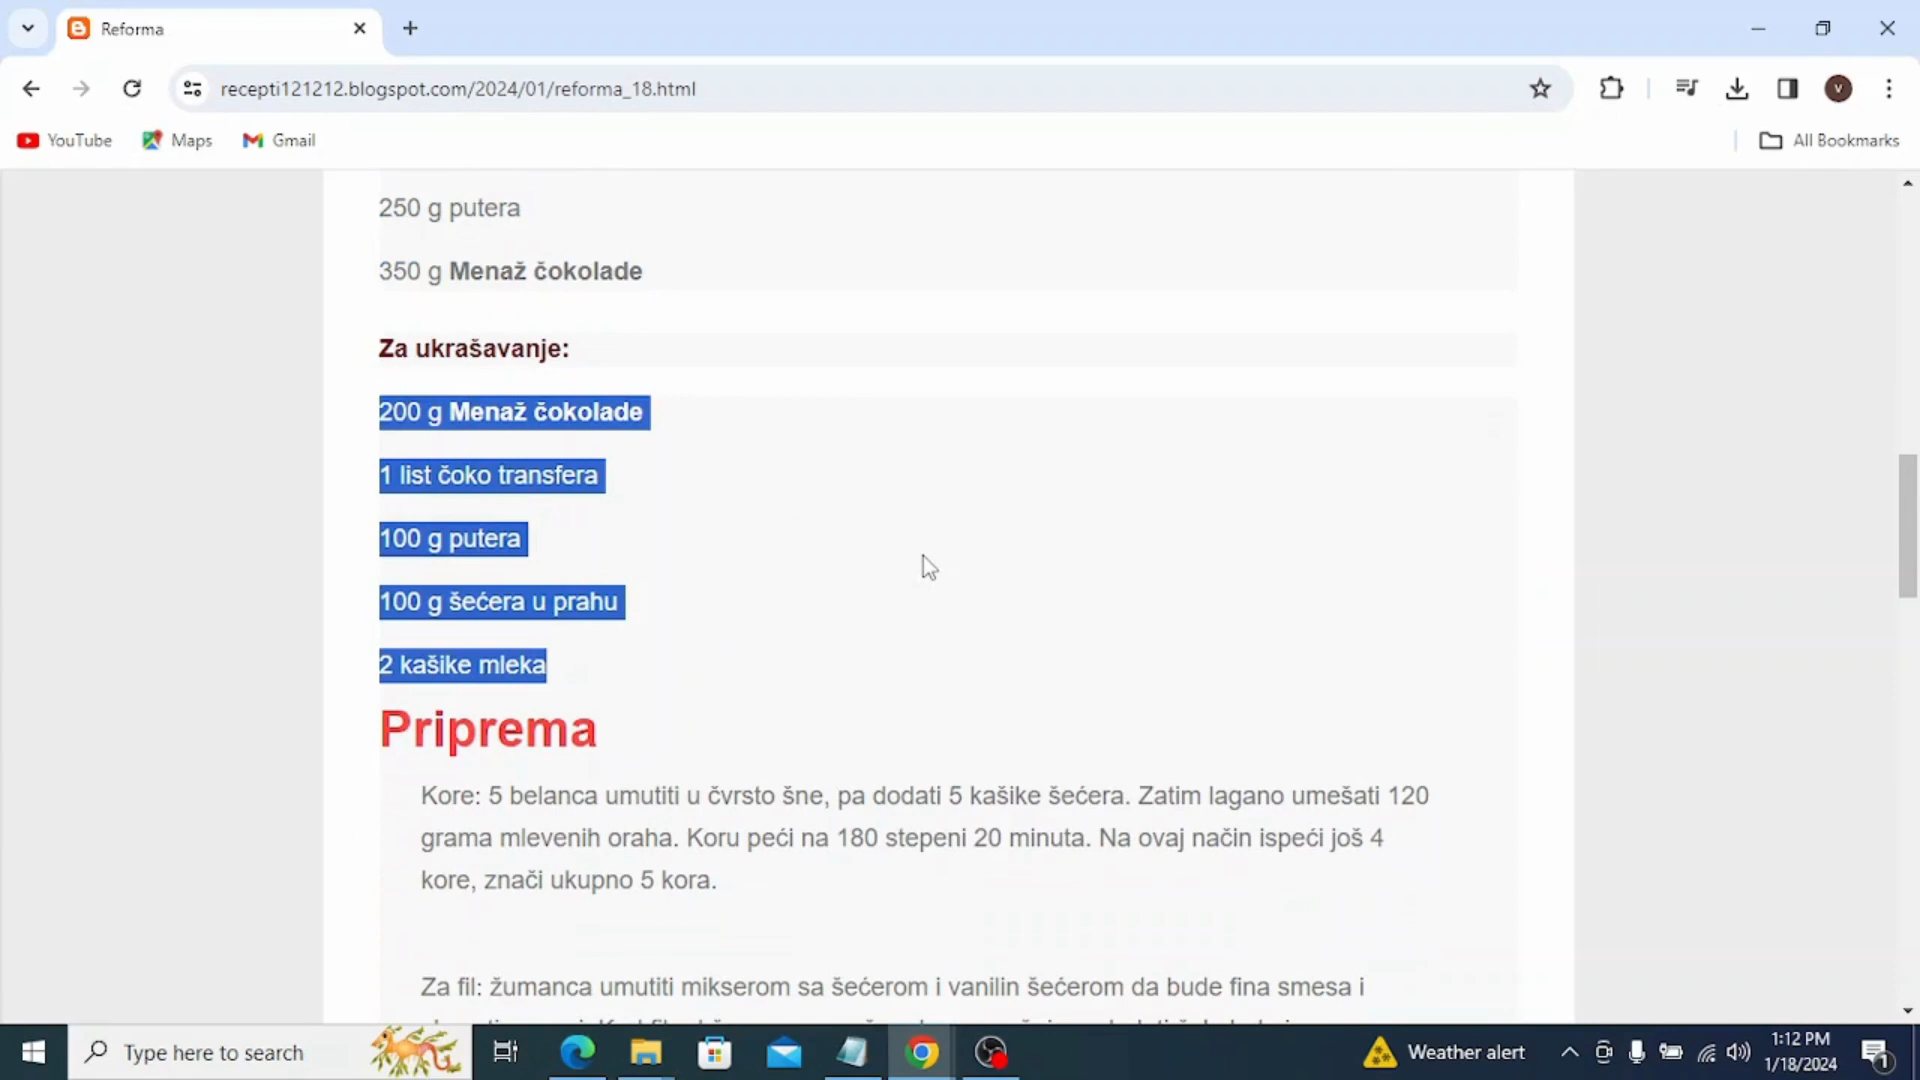 Reforma
recepti121212.blogspot.com/2024/01/reforma_18.html
V
YouTube
Maps
Gmail
All Bookmarks
250 g putera
350 g Menaž čokolade
Za ukrašavanje:
200 g Menaž čokolade
1 list čoko transfera
100 g putera
100 g šećera u prahu
2 kašike mleka
Priprema
Kore: 5 belanca umutiti u čvrsto šne, pa dodati 5 kašike šećera. Zatim lagano umešati 120
grama mlevenih oraha. Koru peći na 180 stepeni 20 minuta. Na ovaj način ispeći još 4
kore, znači ukupno 5 kora.
Za fil: žumanca umutiti mikserom sa šećerom i vanilin šećerom da bude fina smesa i
Type here to search
Weather alert
1:12 PM
1/18/2024
1